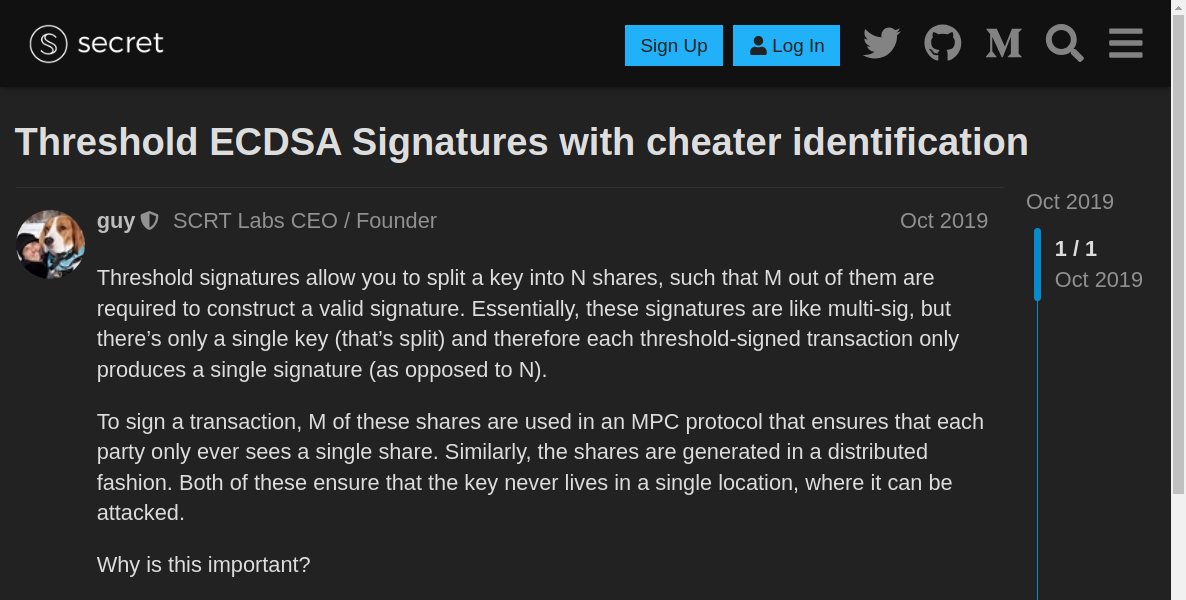 secret
Sign Up
Log In
Threshold ECDSA Signatures with cheater identification
guy SCRT Labs CEO / Founder Oct 2019
Threshold signatures allow you to split a key into N shares, such that M out of them are
required to construct a valid signature. Essentially, these signatures are like multi-sig, but
there’s only a single key (that’s split) and therefore each threshold-signed transaction only
produces a single signature (as opposed to N).
To sign a transaction, M of these shares are used in an MPC protocol that ensures that each
party only ever sees a single share. Similarly, the shares are generated in a distributed
fashion. Both of these ensure that the key never lives in a single location, where it can be
attacked.
Why is this important?
Oct 2019
1 / 1
Oct 2019